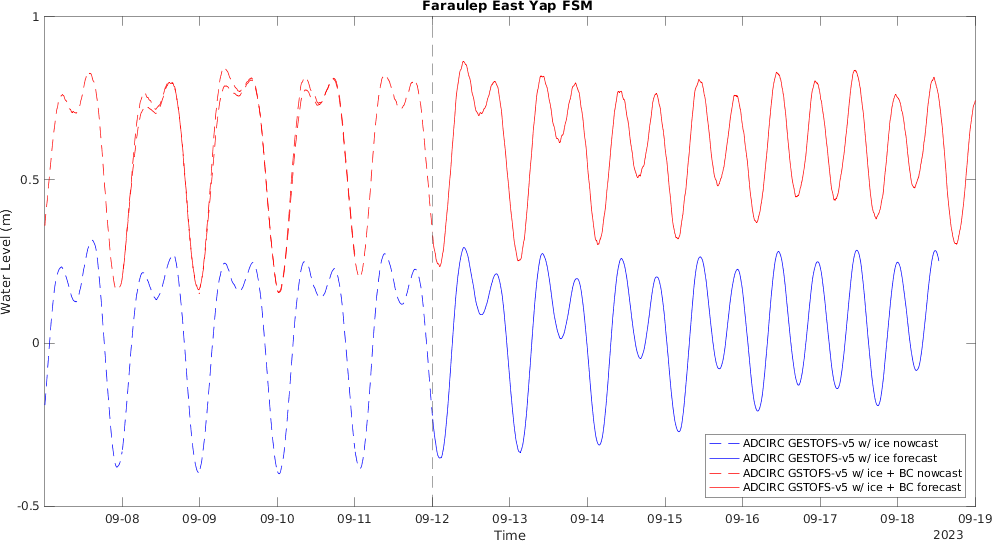 Faraulep East Yap FSM
1
0.5
0
-0.5
Water Level (m)
09-08 09-09 09-10 09-11 09-12 09-13 09-14 09-15 09-16 09-17 09-18 09-19
Time
2023
ADCIRC GESTOFS-v5 w/ ice nowcast
ADCIRC GESTOFS-v5 w/ ice forecast
ADCIRC GSTOFS-v5 w/ ice + BC nowcast
ADCIRC GSTOFS-v5 w/ ice + BC forecast